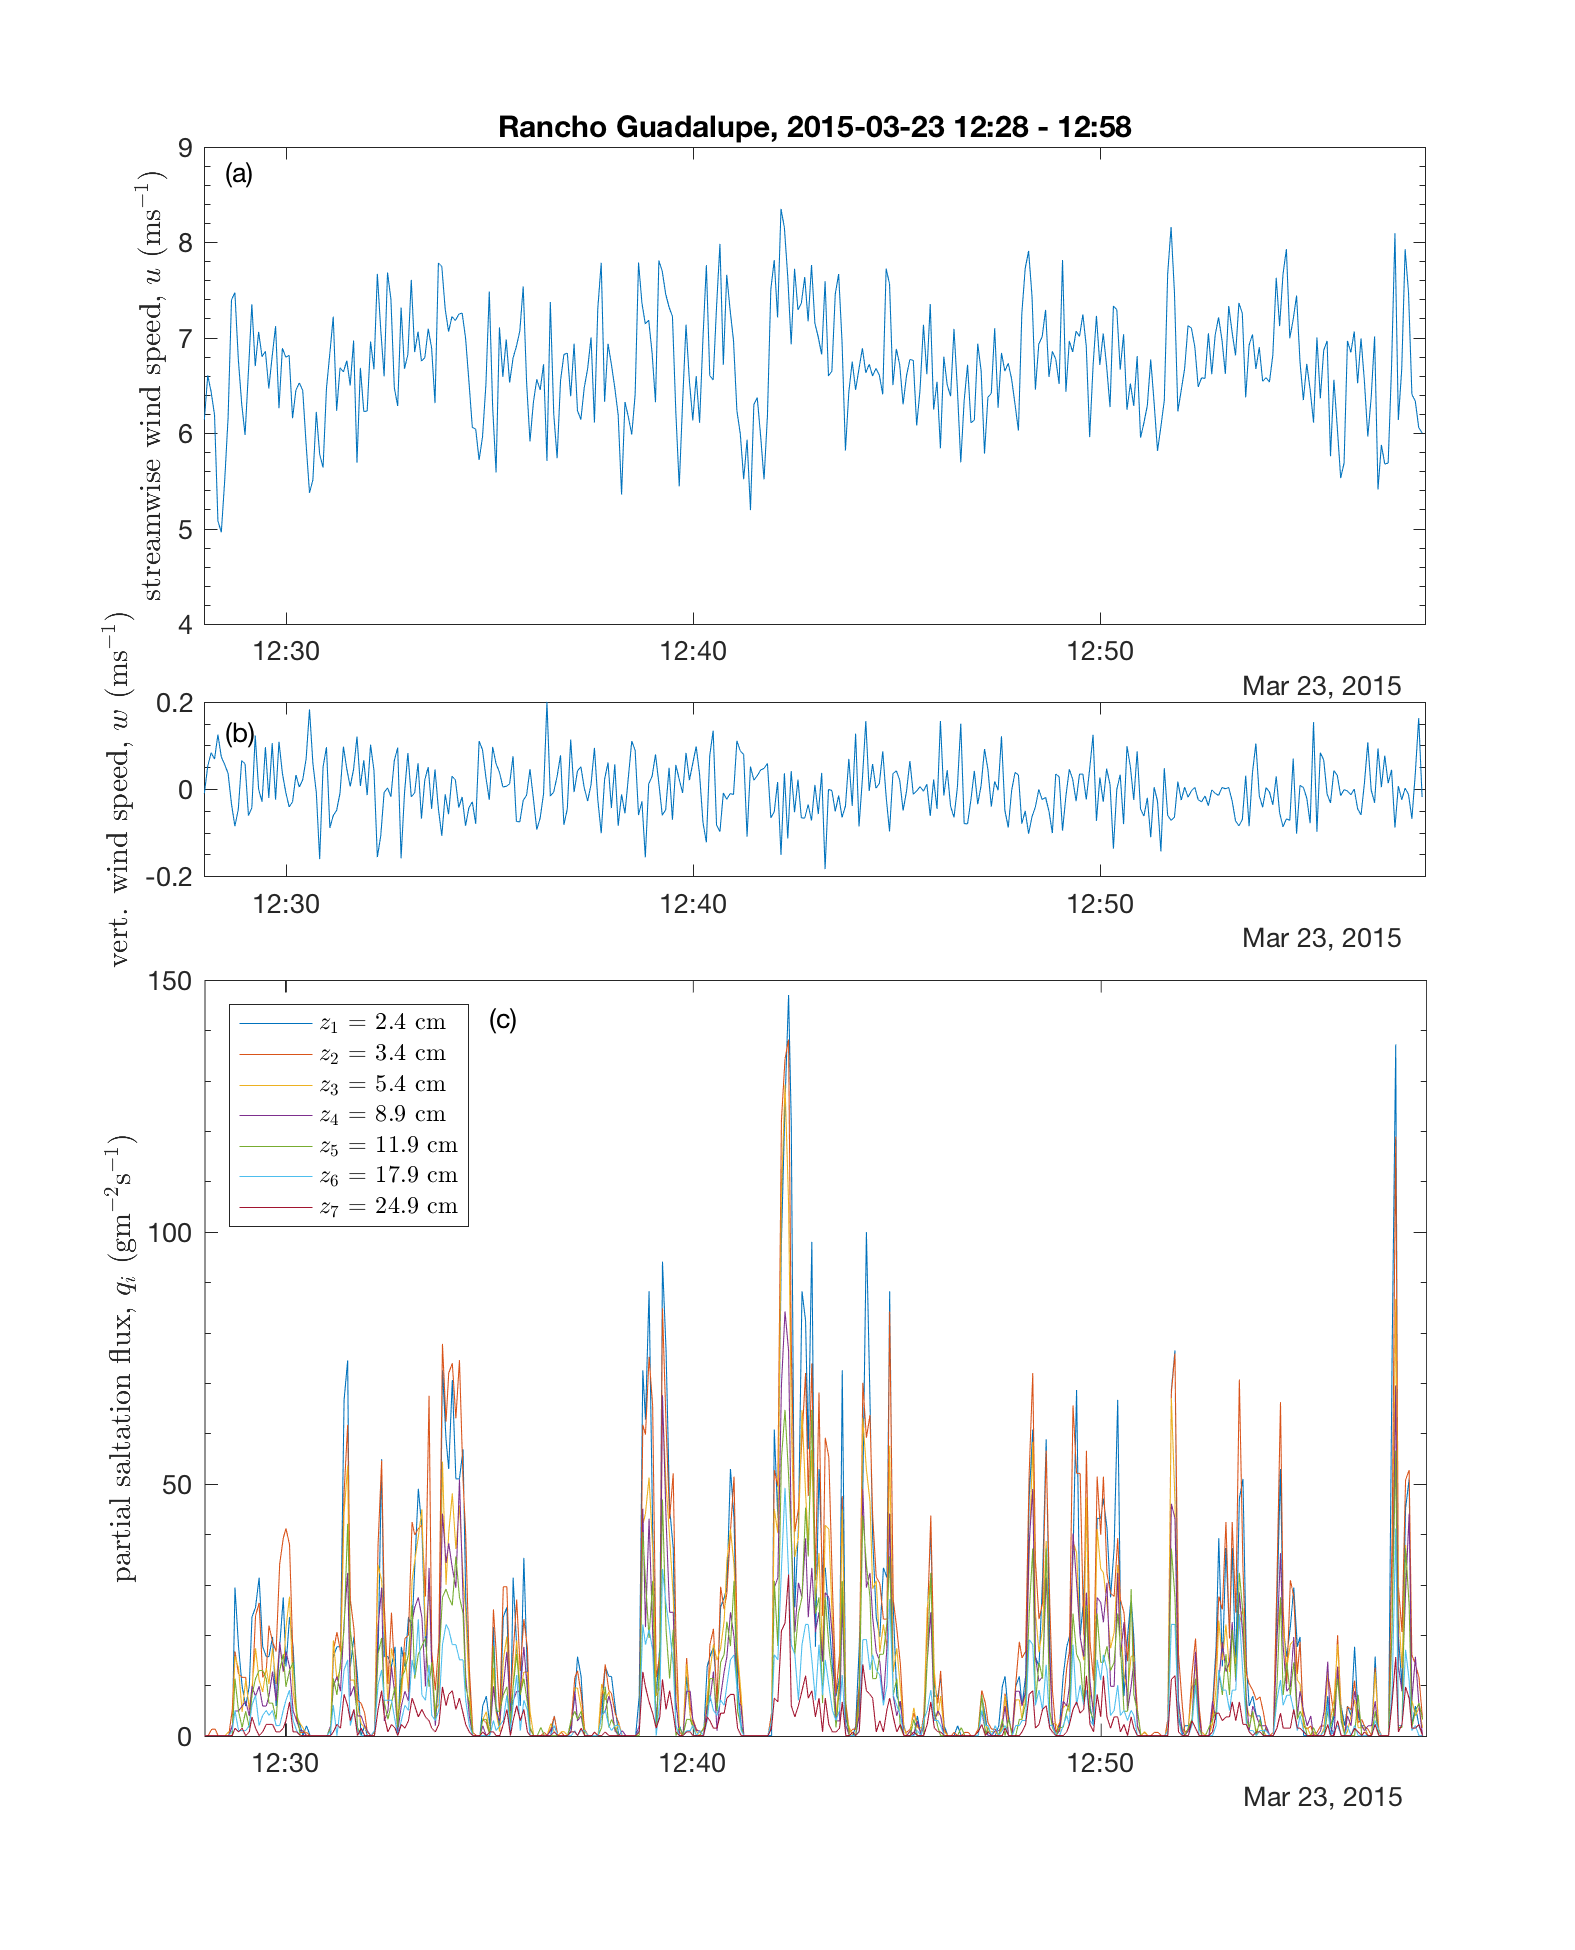 Rancho Guadalupe, 2015-03-23 12:28 - 12:58
(a)
streamwise wind speed, u (ms⁻¹)
9
8
7
6
5
4
12:30 12:40 12:50
Mar 23, 2015
(b)
vert. wind speed, w (ms⁻¹)
0.2
0
-0.2
12:30 12:40 12:50
Mar 23, 2015
(c)
partial saltation flux, qᵢ (gm⁻²s⁻¹)
150
100
50
0
z₁ = 2.4 cm
z₂ = 3.4 cm
z₃ = 5.4 cm
z₄ = 8.9 cm
z₅ = 11.9 cm
z₆ = 17.9 cm
z₇ = 24.9 cm
12:30 12:40 12:50
Mar 23, 2015